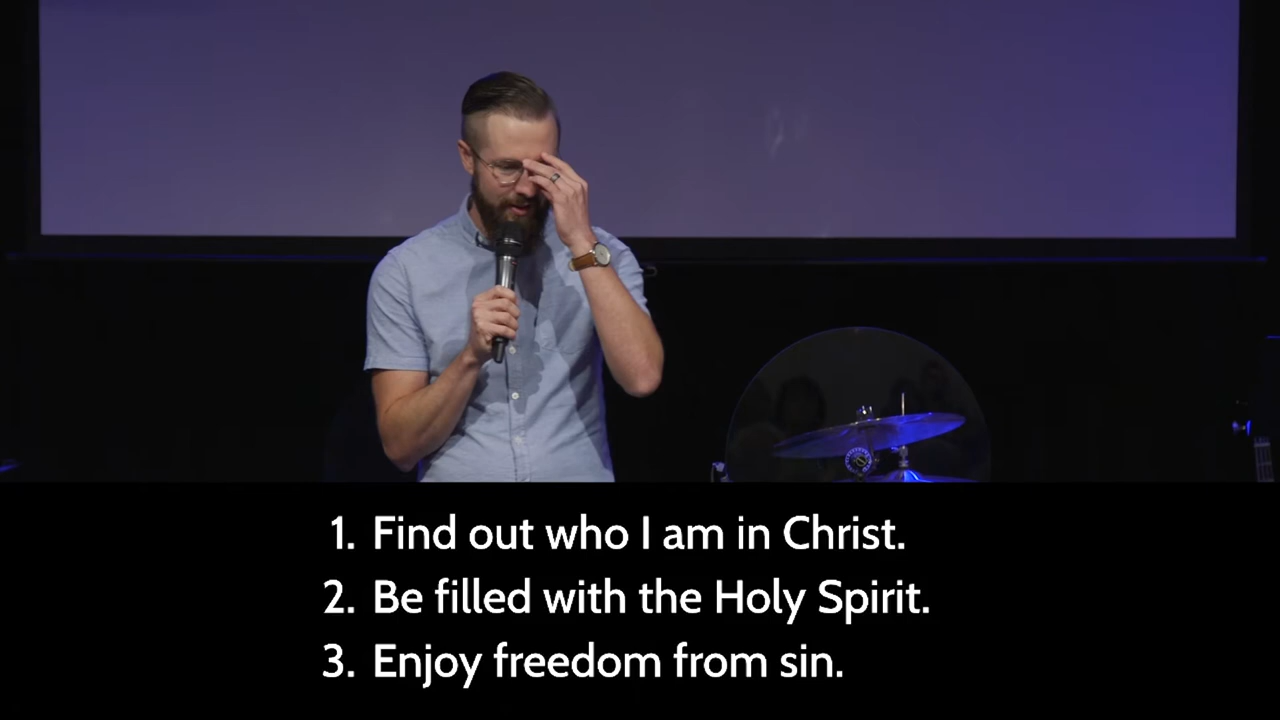 1. Find out who I am in Christ.
2. Be filled with the Holy Spirit.
3. Enjoy freedom from sin.